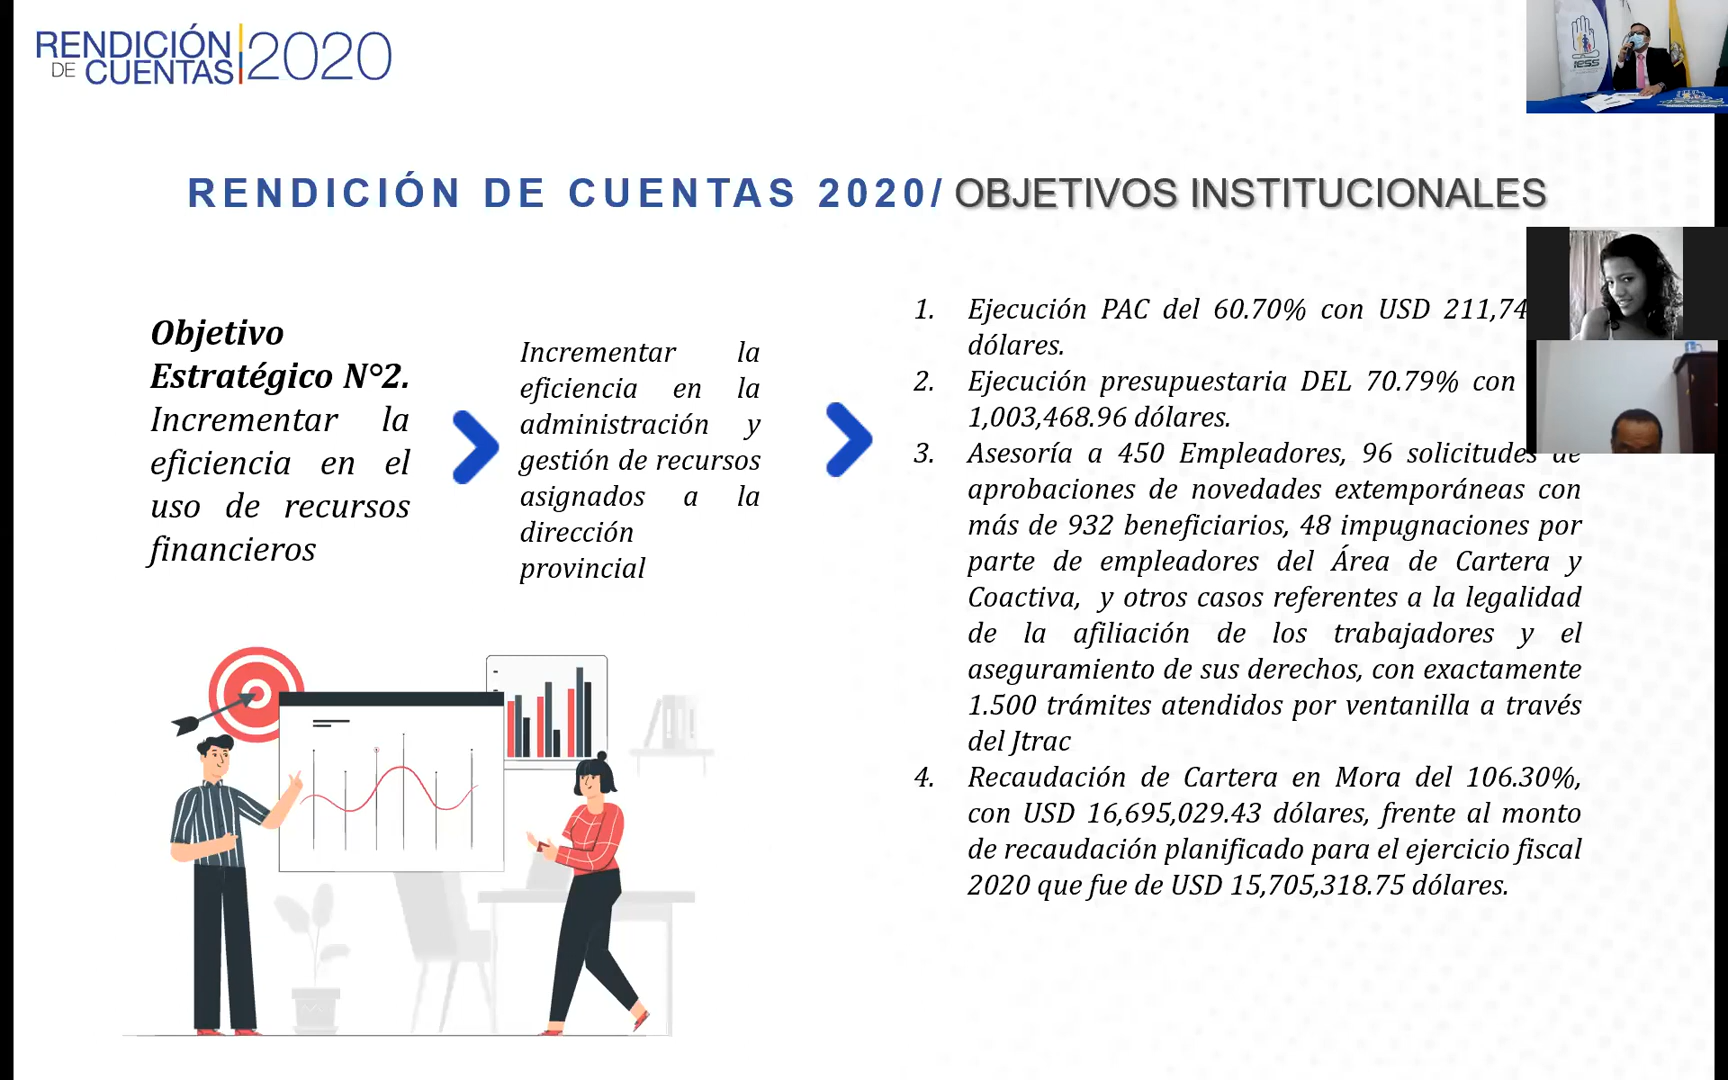 RENDICIÓN
DE CUENTAS 2020
iess
RENDICIÓN DE CUENTAS 2020/ OBJETIVOS INSTITUCIONALES
Objetivo
Estratégico N°2.
Incrementar la
eficiencia en el
uso de recursos
financieros
Incrementar la
eficiencia en la
administración y
gestión de recursos
asignados a la
dirección
provincial
1. Ejecución PAC del 60.70% con USD
dólares.
2. Ejecución presupuestaria DEL 70.79% con
1,003,468.96 dólares.
3. Asesoría a 450 Empleadores, 96 solicitudes de
aprobaciones de novedades extemporáneas con
más de 932 beneficiarios, 48 impugnaciones por
parte de empleadores del Área de Cartera y
Coactiva, y otros casos referentes a la legalidad
de la afiliación de los trabajadores y el
aseguramiento de sus derechos, con exactamente
1.500 trámites atendidos por ventanilla a través
del Jtrac
4. Recaudación de Cartera en Mora del 106.30%,
con USD 16,695,029.43 dólares, frente al monto
de recaudación planificado para el ejercicio fiscal
2020 que fue de USD 15,705,318.75 dólares.